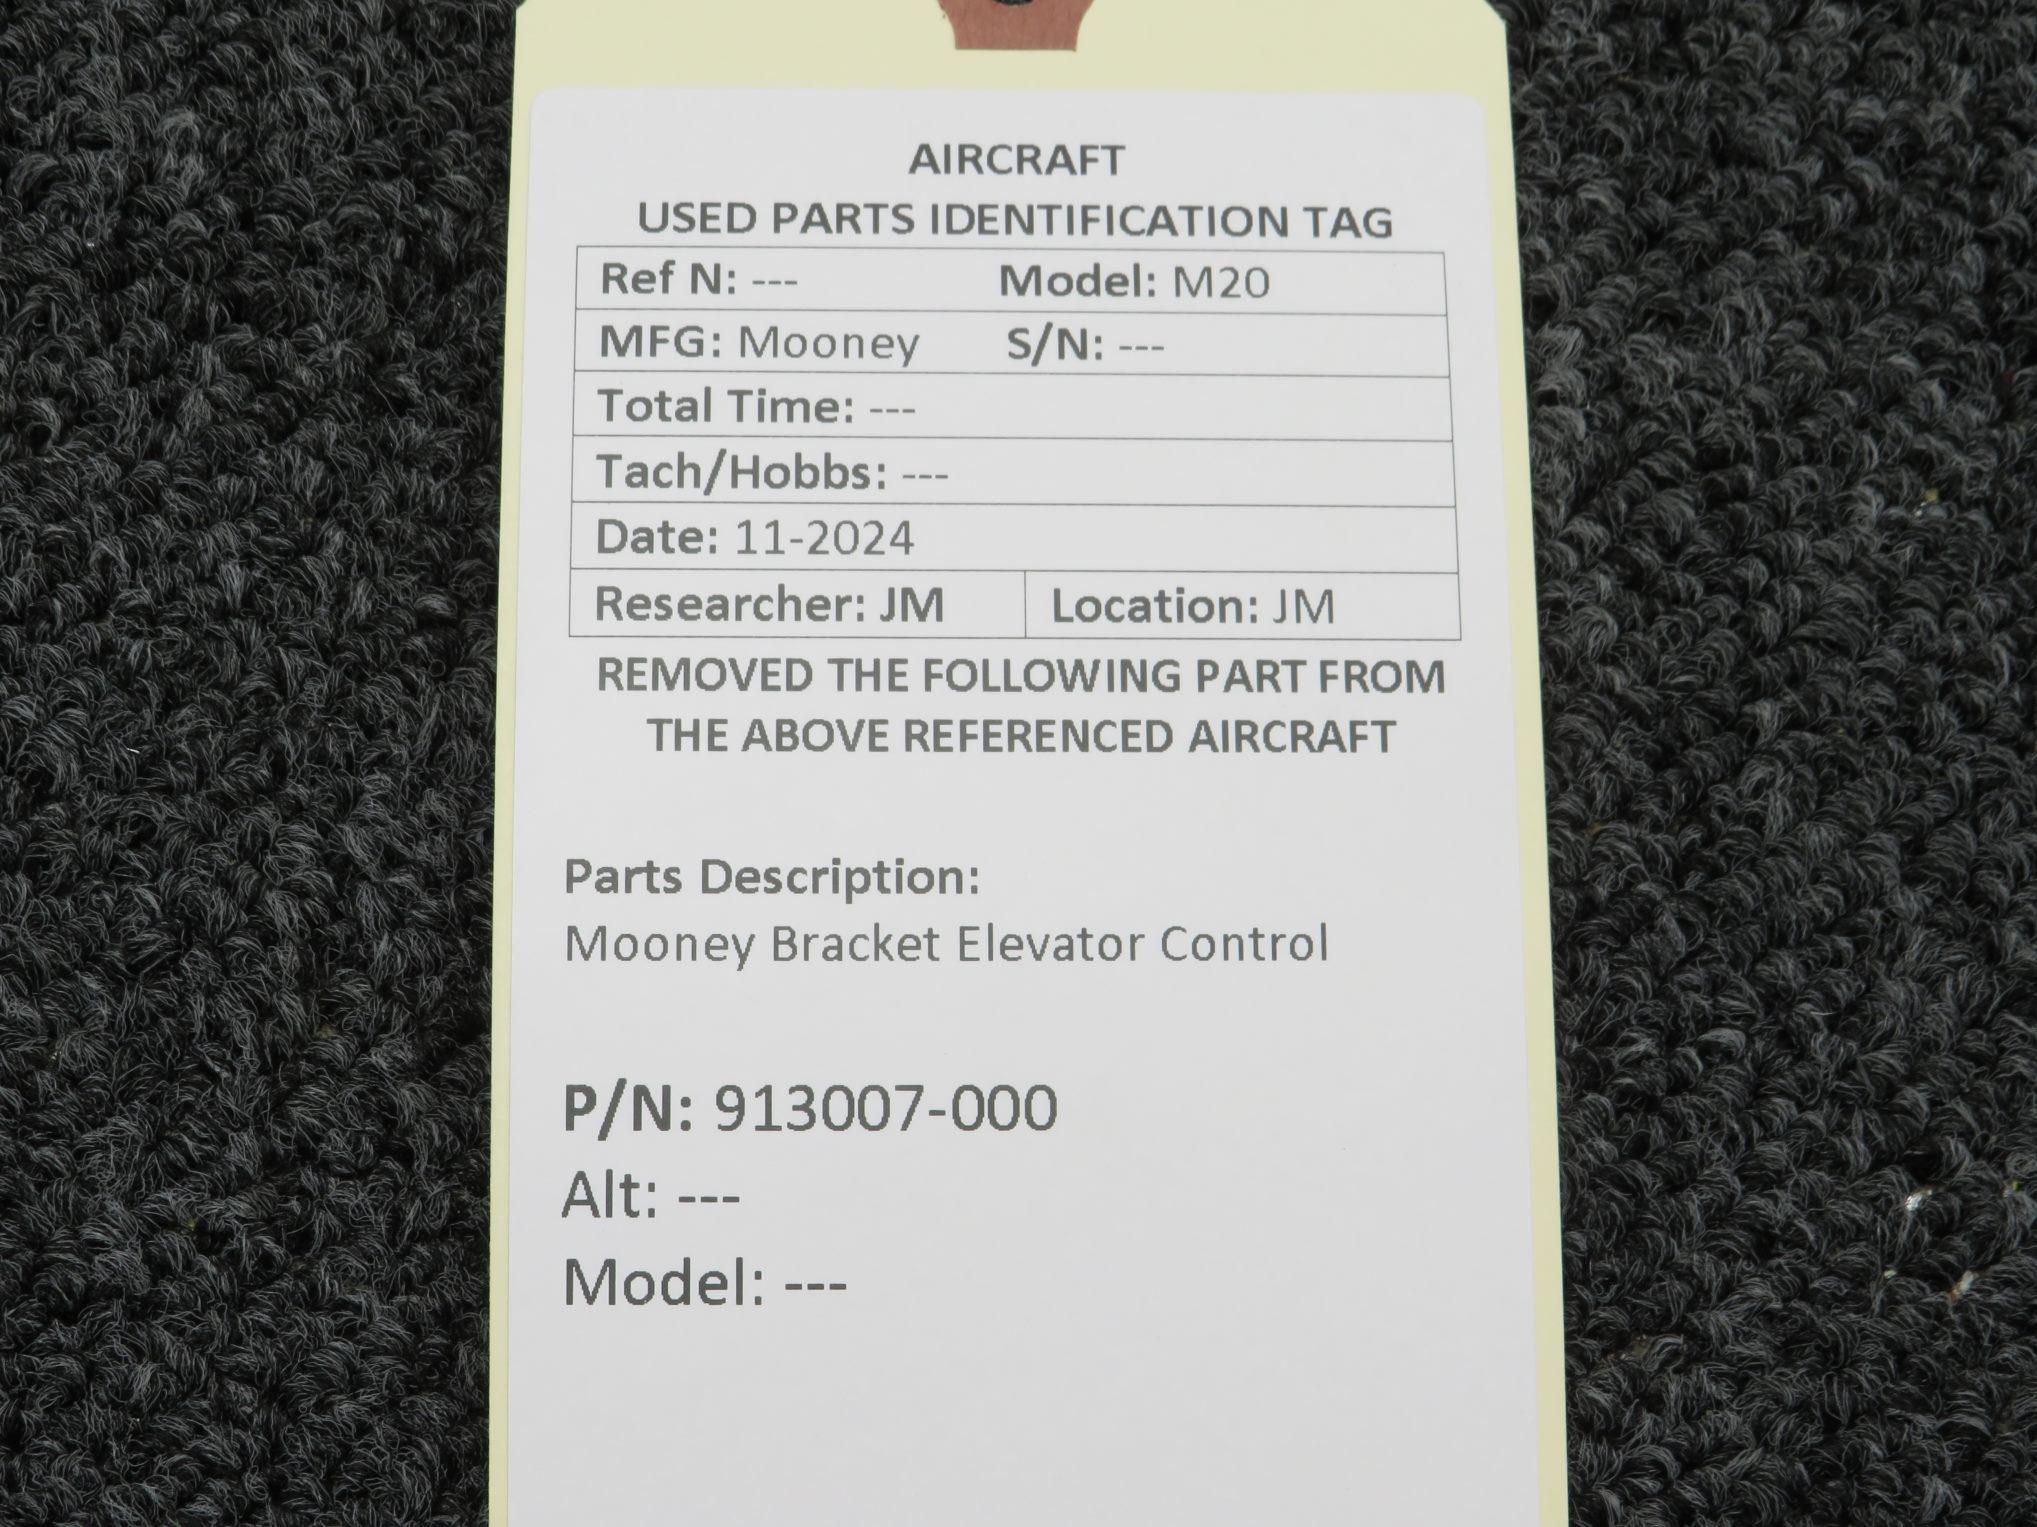 AIRCRAFT
USED PARTS IDENTIFICATION TAG
Ref N: --- Model: M20
MFG: Mooney S/N: ---
Total Time: ---
Tach/Hobbs: ---
Date: 11-2024
Researcher: JM Location: JM
REMOVED THE FOLLOWING PART FROM
THE ABOVE REFERENCED AIRCRAFT
Parts Description:
Mooney Bracket Elevator Control
P/N: 913007-000
Alt: ---
Model: ---